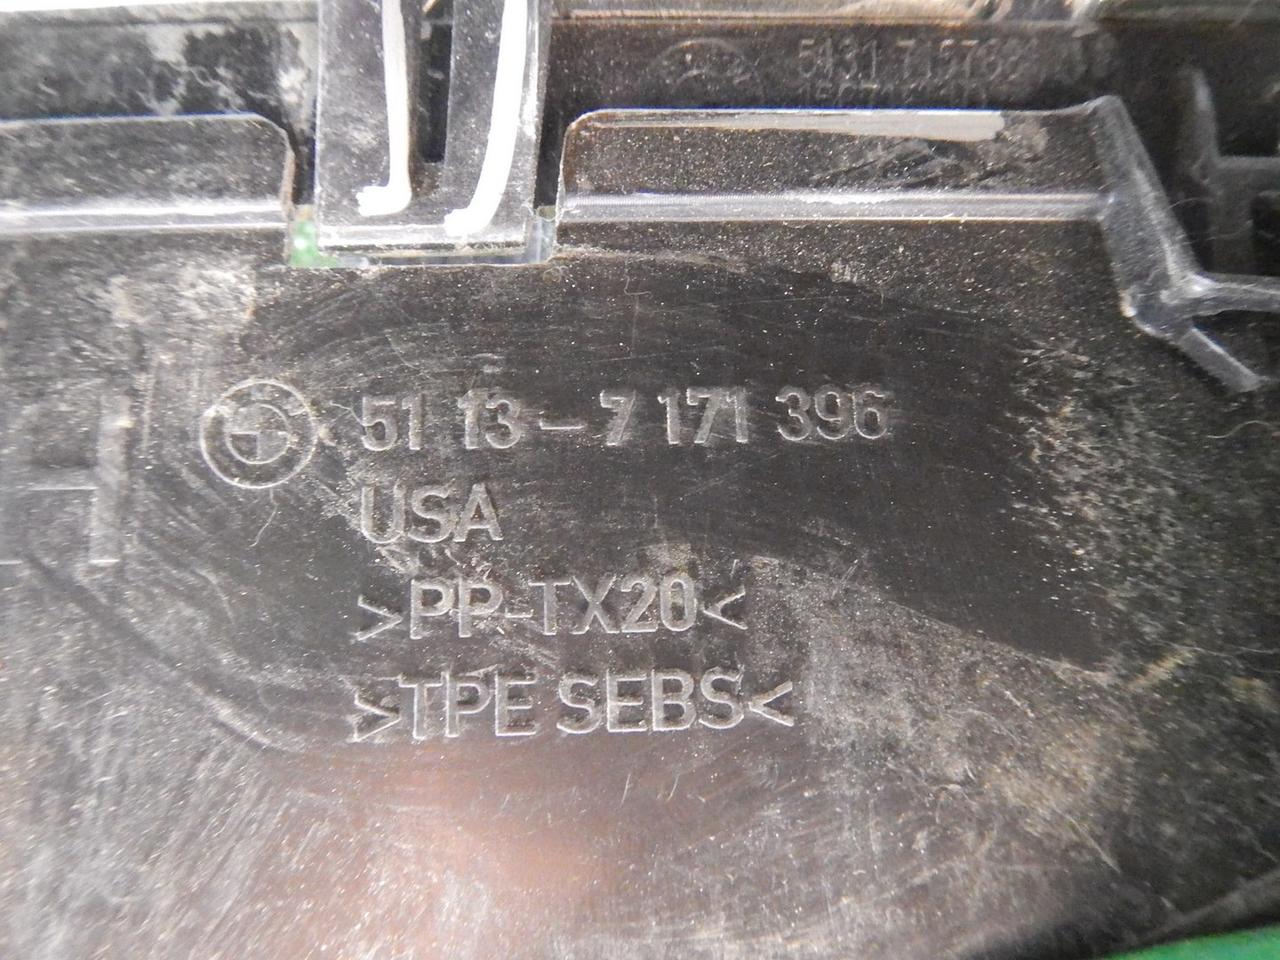 51 13-7 171 396
USA
>PP-TX20<
>TPE SEBS<